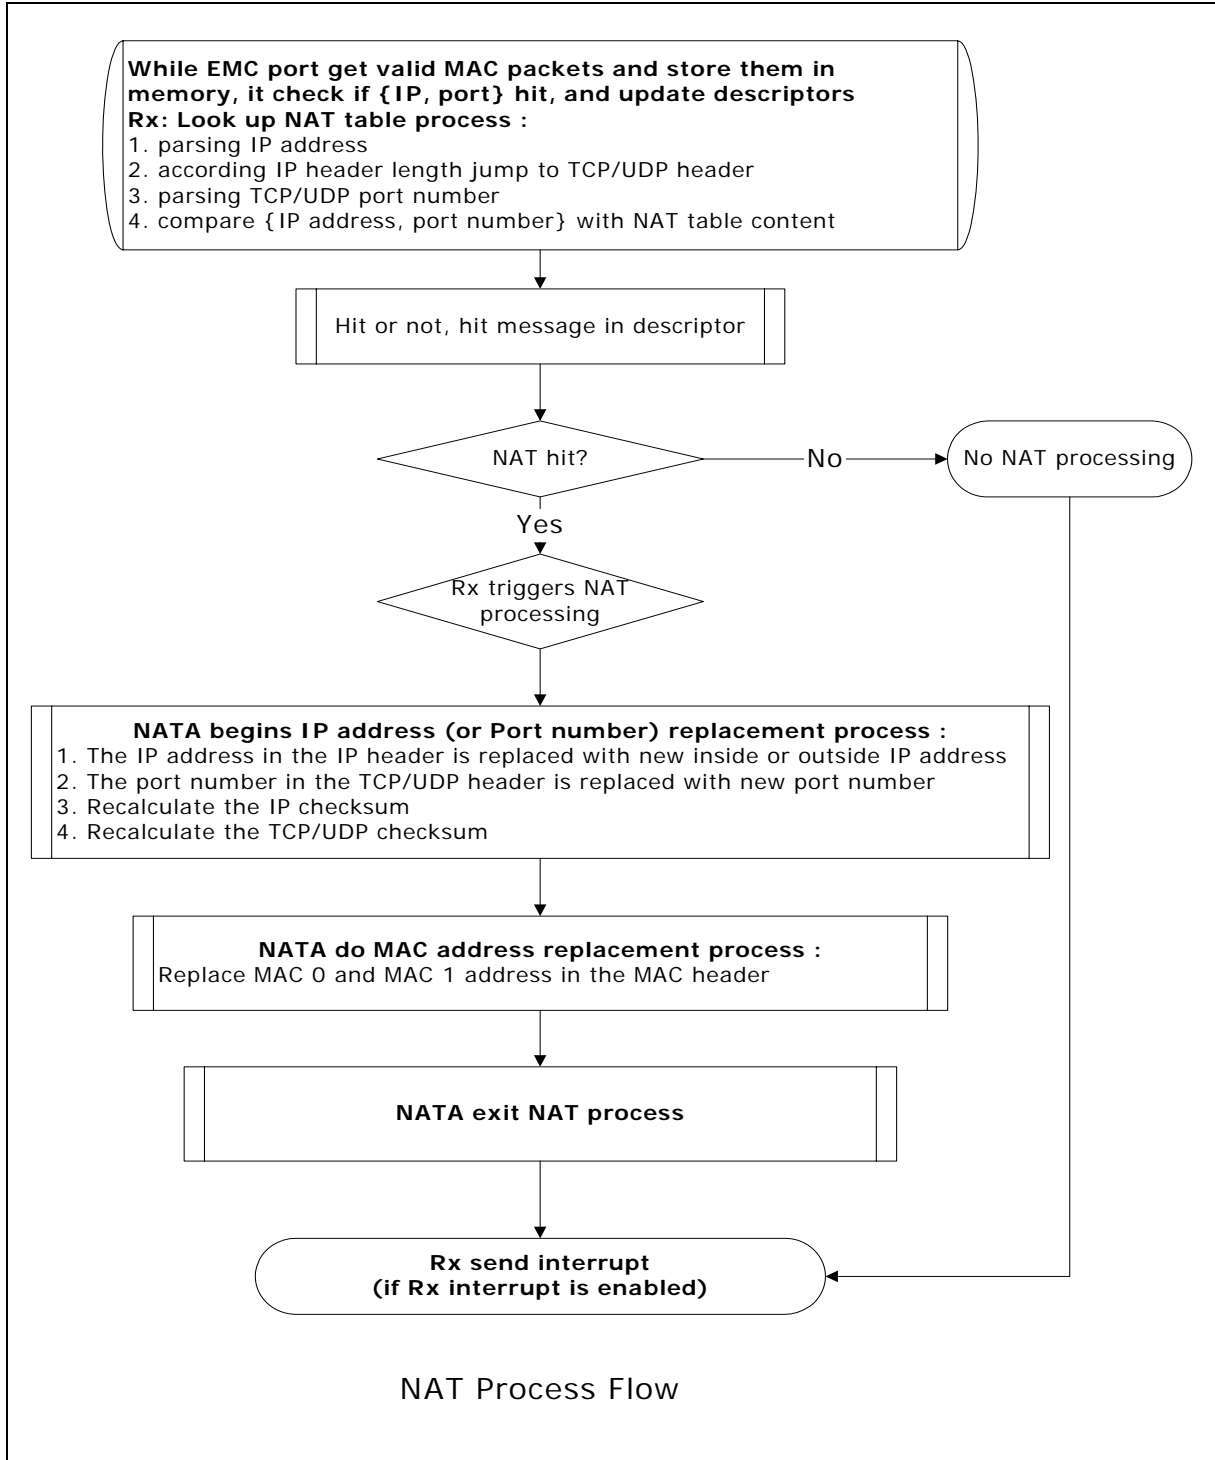 While EMC port get valid MAC packets and store them in
memory, it check if {IP, port} hit, and update descriptors
Rx: Look up NAT table process :
1. parsing IP address
2. according IP header length jump to TCP/UDP header
3. parsing TCP/UDP port number
4. compare {IP address, port number} with NAT table content
Hit or not, hit message in descriptor
NAT hit?
No
No NAT processing
Yes
Rx triggers NAT
processing
NATA begins IP address (or Port number) replacement process :
1. The IP address in the IP header is replaced with new inside or outside IP address
2. The port number in the TCP/UDP header is replaced with new port number
3. Recalculate the IP checksum
4. Recalculate the TCP/UDP checksum
NATA do MAC address replacement process :
Replace MAC 0 and MAC 1 address in the MAC header
NATA exit NAT process
Rx send interrupt
(if Rx interrupt is enabled)
NAT Process Flow